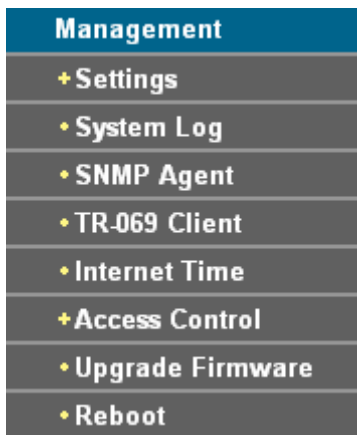 Management
+Settings
•System Log
•SNMP Agent
•TR-069 Client
•Internet Time
+Access Control
•Upgrade Firmware
•Reboot